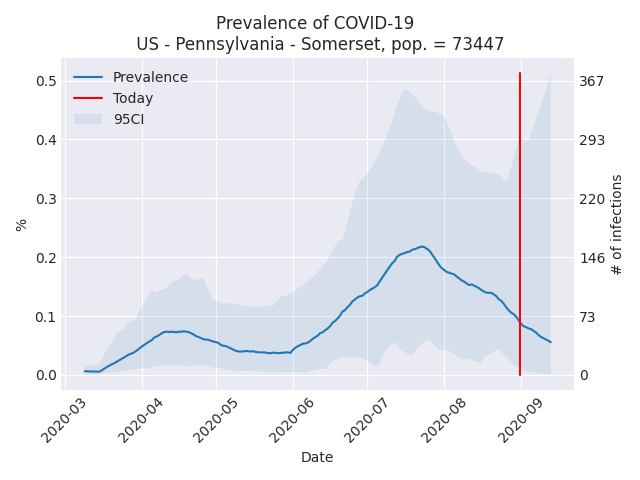 Prevalence of COVID-19
US - Pennsylvania - Somerset, pop. = 73447
Prevalence
Today
95CI
0.5
0.4
0.3
0.2
0.1
0.0
%
367
293
220
146
73
0
# of infections
2020-03
2020-04
2020-05
2020-06
2020-07
2020-08
2020-09
Date